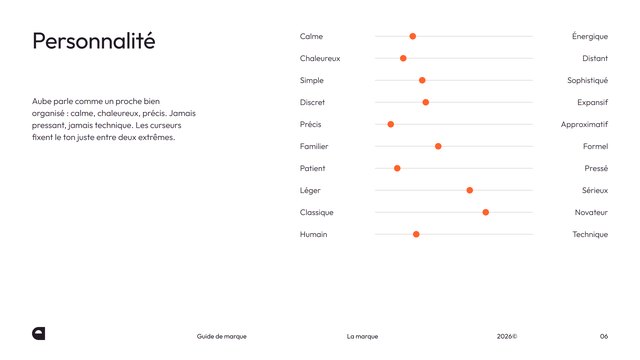 Personnalité
Aube parle comme un proche bien
organisé : calme, chaleureux, précis. Jamais
pressant, jamais technique. Les curseurs
fixent le ton juste entre deux extrêmes.
Calme Énergique
Chaleureux Distant
Simple Sophistiqué
Discret Expansif
Précis Approximatif
Familier Formel
Patient Pressé
Léger Sérieux
Classique Novateur
Humain Technique
Guide de marque La marque 2026© 06